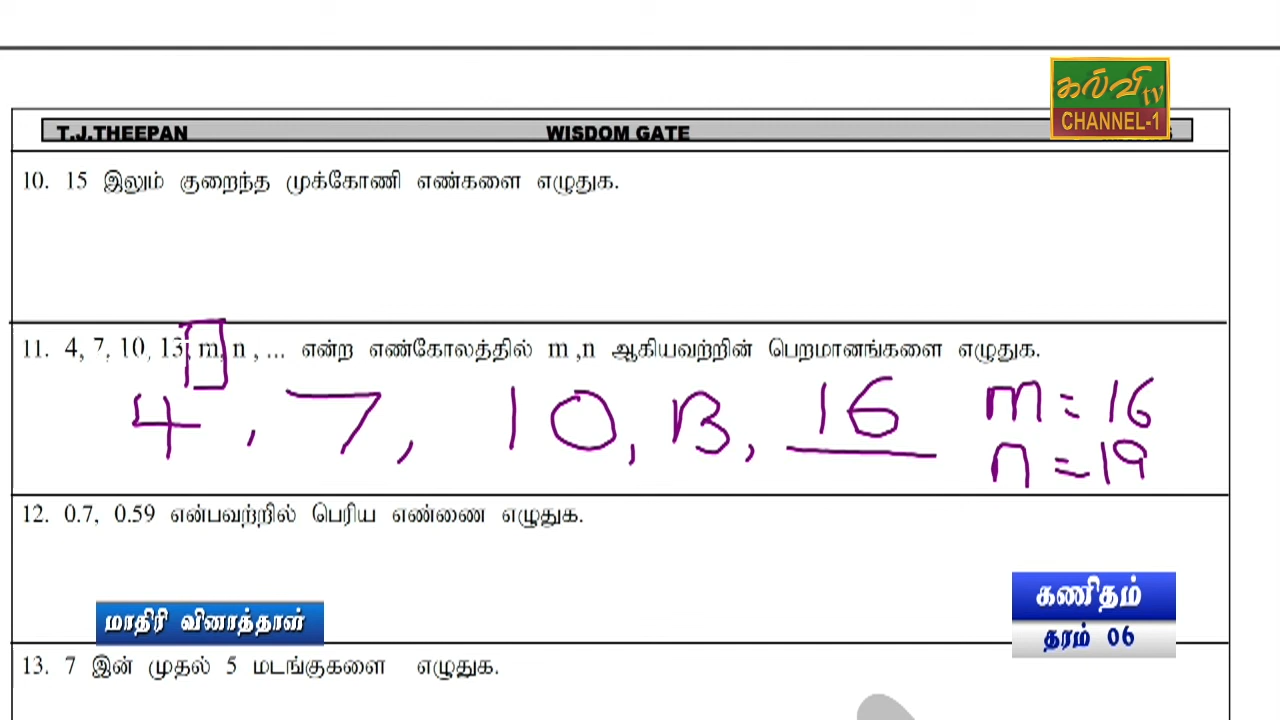 கல்வி tv
CHANNEL-1
T.J.THEEPAN WISDOM GATE
10. 15 இலும் குறைந்த முக்கோணி எண்களை எழுதுக.
11. 4, 7, 10, 13, m, n , ... என்ற எண்கோலத்தில் m ,n ஆகியவற்றின் பெறமானங்களை எழுதுக.
4 , 7 , 10 , 13 , 16 m = 16
n = 19
12. 0.7, 0.59 என்பவற்றில் பெரிய எண்ணை எழுதுக.
கணிதம்
மாதிரி வினாத்தாள்
தரம் 06
13. 7 இன் முதல் 5 மடங்குகளை எழுதுக.